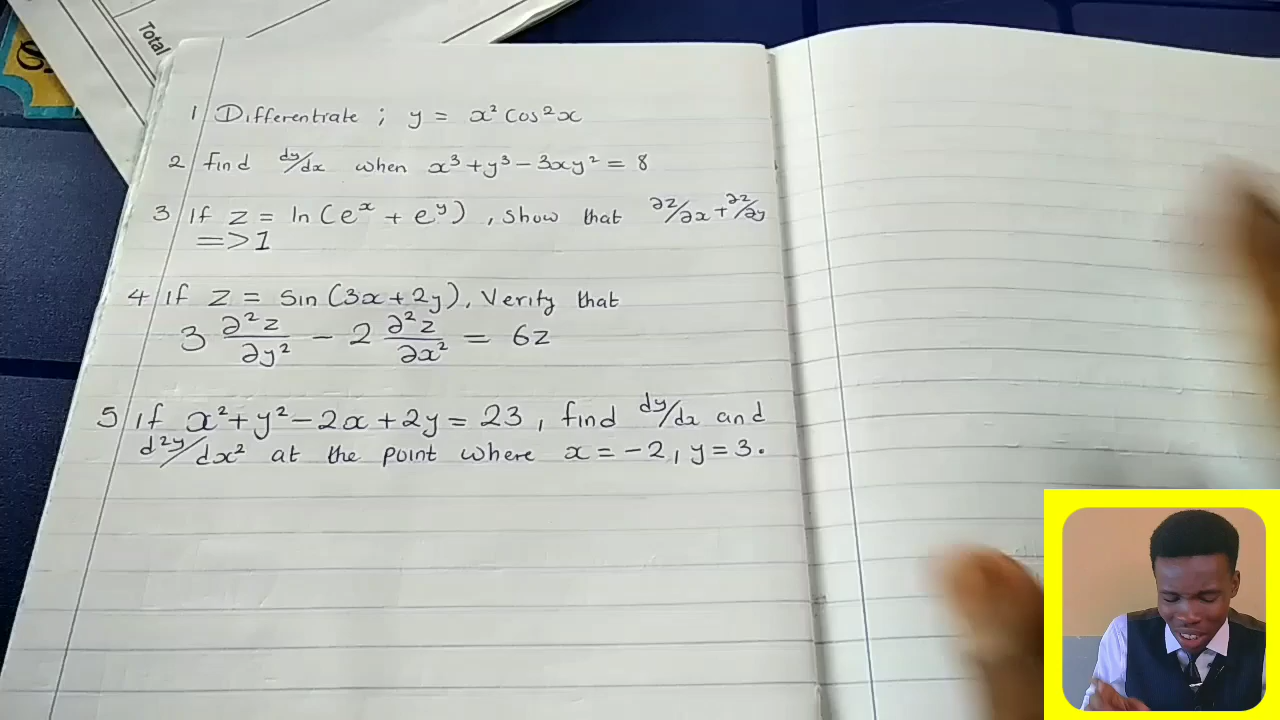 Total
1 Differentiate ; y = x² cos²x
2 find dy/dx when x³ + y³ - 3xy² = 8
3 If z = ln(eˣ + eʸ) , show that ∂z/∂x + ∂z/∂y
=> 1
4 If z = sin(3x + 2y), Verify that
3 ∂²z/∂y² - 2 ∂²z/∂x² = 6z
5 If x² + y² - 2x + 2y = 23 , find dy/dx and
d²y/dx² at the point where x = -2, y = 3.